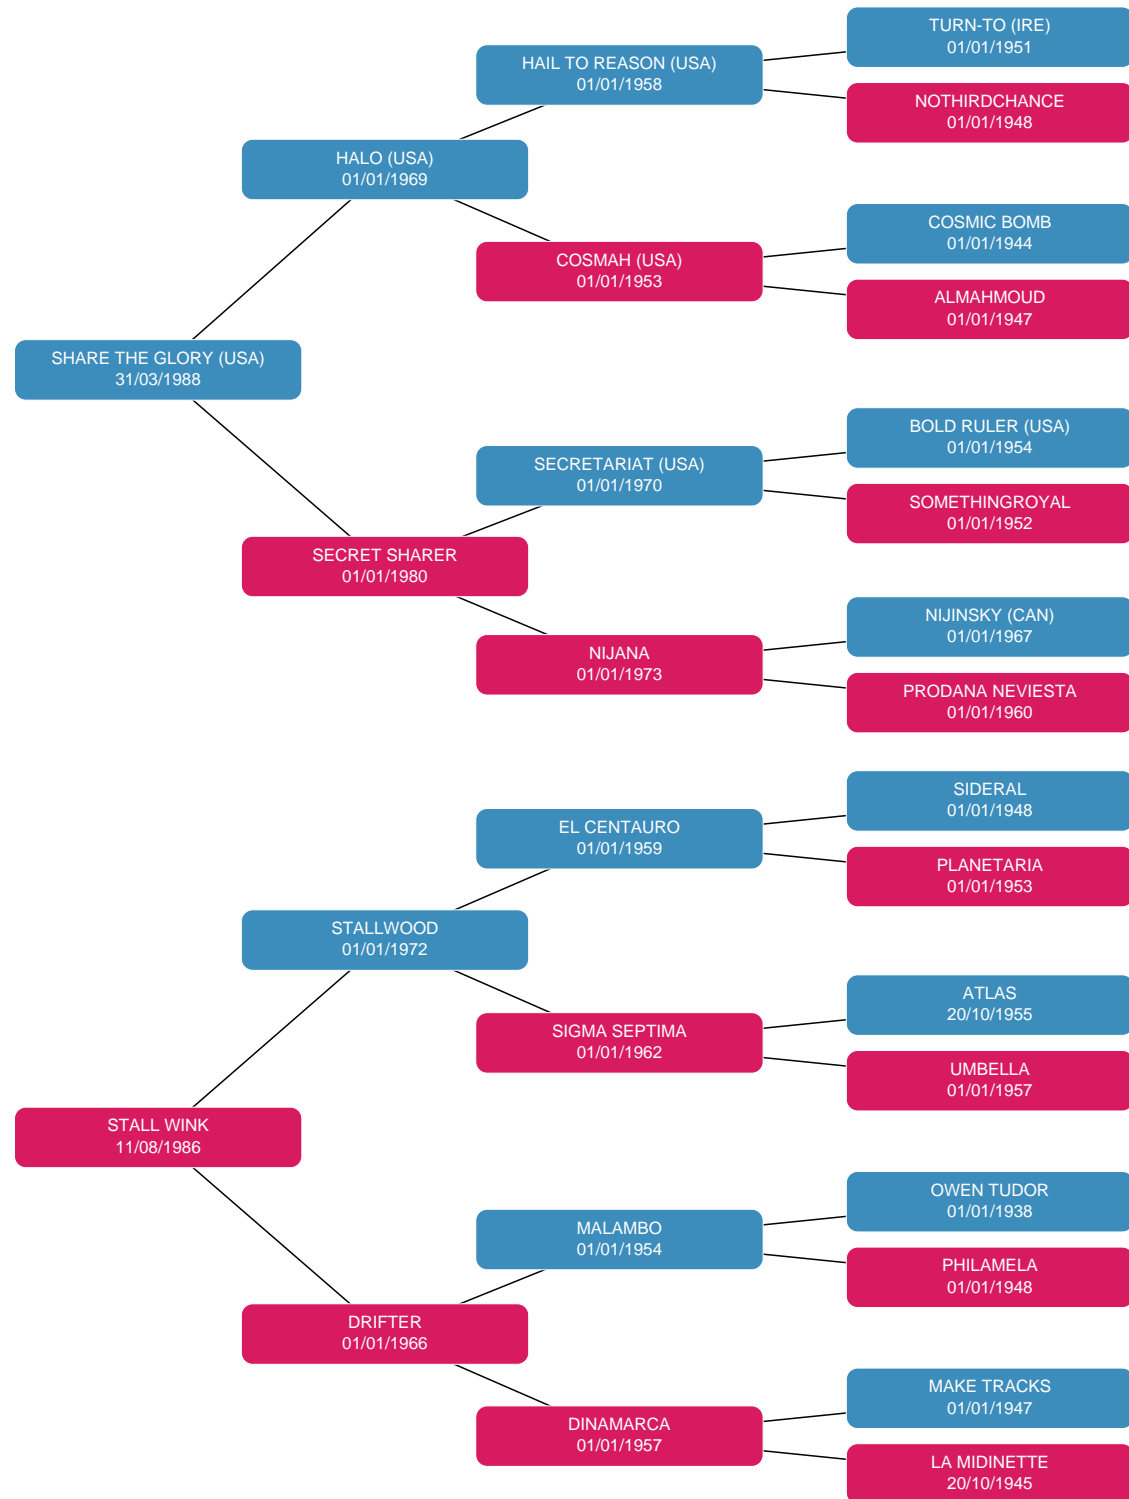 TURN-TO (IRE)
01/01/1951
HAIL TO REASON (USA)
01/01/1958
NOTHIRDCHANCE
01/01/1948
HALO (USA)
01/01/1969
COSMIC BOMB
01/01/1944
COSMAH (USA)
01/01/1953
ALMAHMOUD
01/01/1947
SHARE THE GLORY (USA)
31/03/1988
BOLD RULER (USA)
01/01/1954
SECRETARIAT (USA)
01/01/1970
SOMETHINGROYAL
01/01/1952
SECRET SHARER
01/01/1980
NIJINSKY (CAN)
01/01/1967
NIJANA
01/01/1973
PRODANA NEVIESTA
01/01/1960
SIDERAL
01/01/1948
EL CENTAURO
01/01/1959
PLANETARIA
01/01/1953
STALLWOOD
01/01/1972
ATLAS
20/10/1955
SIGMA SEPTIMA
01/01/1962
UMBELLA
01/01/1957
STALL WINK
11/08/1986
OWEN TUDOR
01/01/1938
MALAMBO
01/01/1954
PHILAMELA
01/01/1948
DRIFTER
01/01/1966
MAKE TRACKS
01/01/1947
DINAMARCA
01/01/1957
LA MIDINETTE
20/10/1945